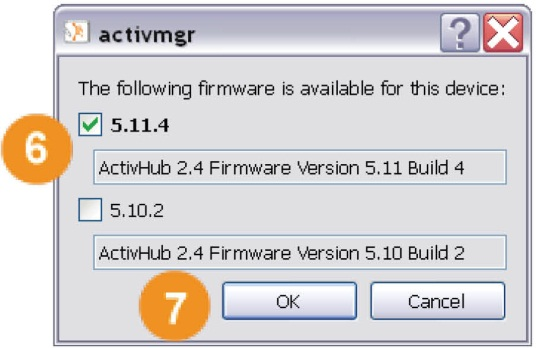 activmgr
The following firmware is available for this device:
6
5.11.4
ActivHub 2.4 Firmware Version 5.11 Build 4
5.10.2
ActivHub 2.4 Firmware Version 5.10 Build 2
7
OK
Cancel